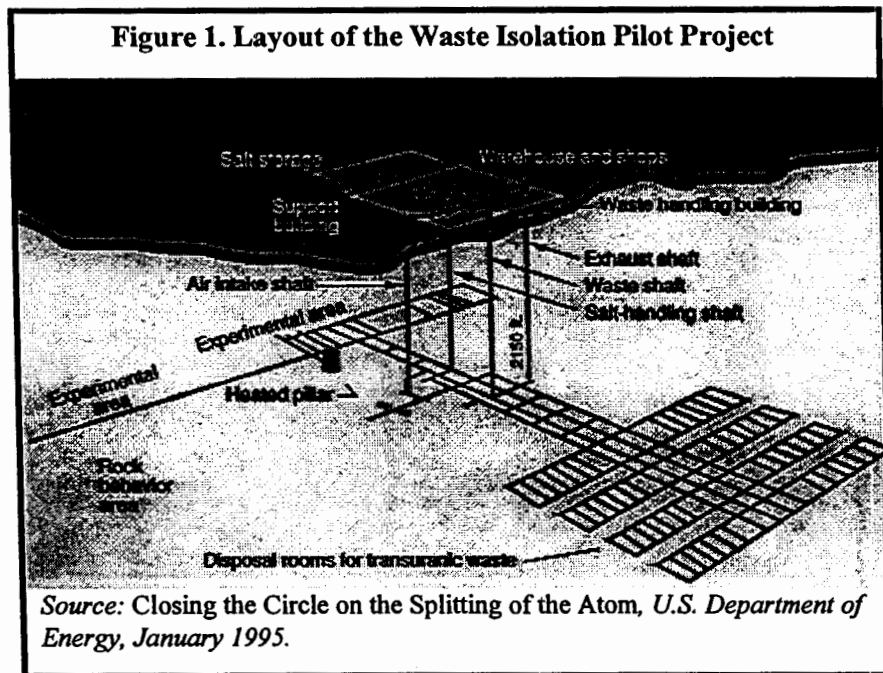 Figure 1. Layout of the Waste Isolation Pilot Project
Salt storage
Warehouse and shops
Support
building
Waste handling building
Exhaust shaft
Air intake shaft
Waste shaft
Salt-handling shaft
Experimental area
2150 ft.
Experimental
area
Heated pillar
Rock
behavior
area
Disposal rooms for transuranic waste
Source: Closing the Circle on the Splitting of the Atom, U.S. Department of
Energy, January 1995.